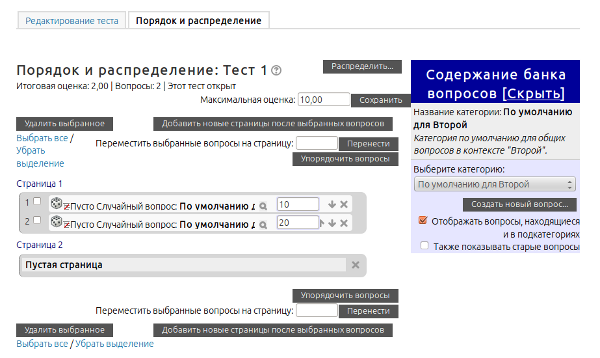 Редактирование теста
Порядок и распределение
Порядок и распределение: Тест 1
Распределить...
Итоговая оценка: 2,00 | Вопросы: 2 | Этот тест открыт
Максимальная оценка: 10,00 Сохранить
Удалить выбранное
Добавить новые страницы после выбранных вопросов
Выбрать все /
Убрать
выделение
Переместить выбранные вопросы на страницу:
Перенести
Упорядочить вопросы
Страница 1
1 Пусто Случайный вопрос: По умолчанию 10
2 Пусто Случайный вопрос: По умолчанию 20
Страница 2
Пустая страница
Упорядочить вопросы
Переместить выбранные вопросы на страницу:
Перенести
Удалить выбранное
Добавить новые страницы после выбранных вопросов
Выбрать все / Убрать выделение
Содержание банка
вопросов [Скрыть]
Название категории: По умолчанию
для Второй
Категория по умолчанию для общих
вопросов в контексте "Второй".
Выберите категорию:
По умолчанию для Второй
Создать новый вопрос...
Отображать вопросы, находящиеся
и в подкатегориях
Также показывать старые вопросы